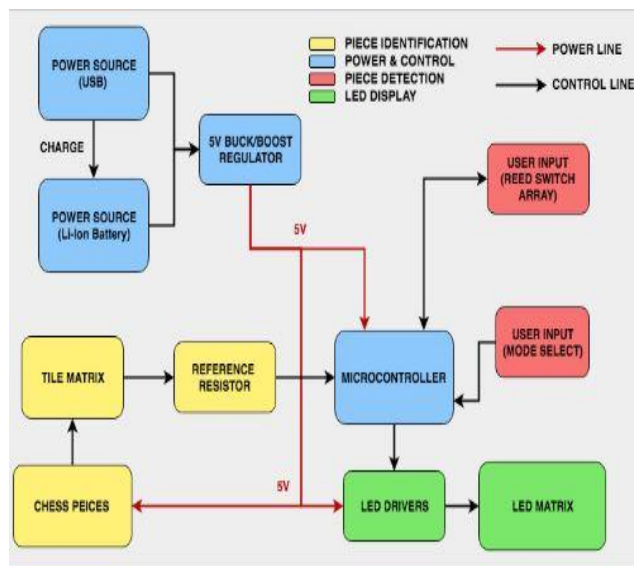 POWER SOURCE
(USB)
PIECE IDENTIFICATION
POWER & CONTROL
PIECE DETECTION
LED DISPLAY
POWER LINE
CONTROL LINE
CHARGE
5V BUCK/BOOST
REGULATOR
POWER SOURCE
(Li-Ion Battery)
USER INPUT
(REED SWITCH
ARRAY)
5V
USER INPUT
(MODE SELECT)
TILE MATRIX
REFERENCE
RESISTOR
MICROCONTROLLER
5V
CHESS PEICES
LED DRIVERS
LED MATRIX